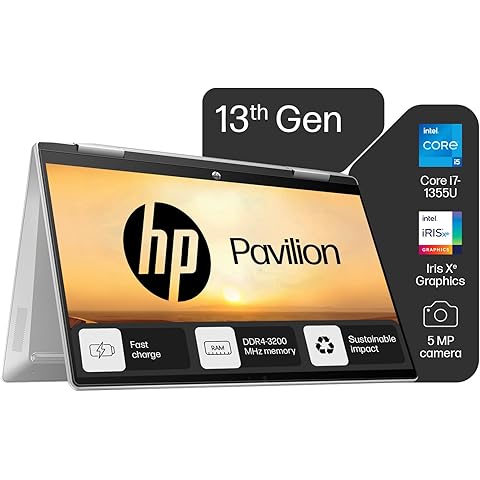 13th Gen
intel
CORE
i5
Core i7-
1355U
intel
iRIS Xe
GRAPHICS
Iris Xe
Graphics
5 MP
camera
hp
hp
Pavilion
Fast
charge
RAM
DDR4-3200
MHz memory
Sustainable
impact